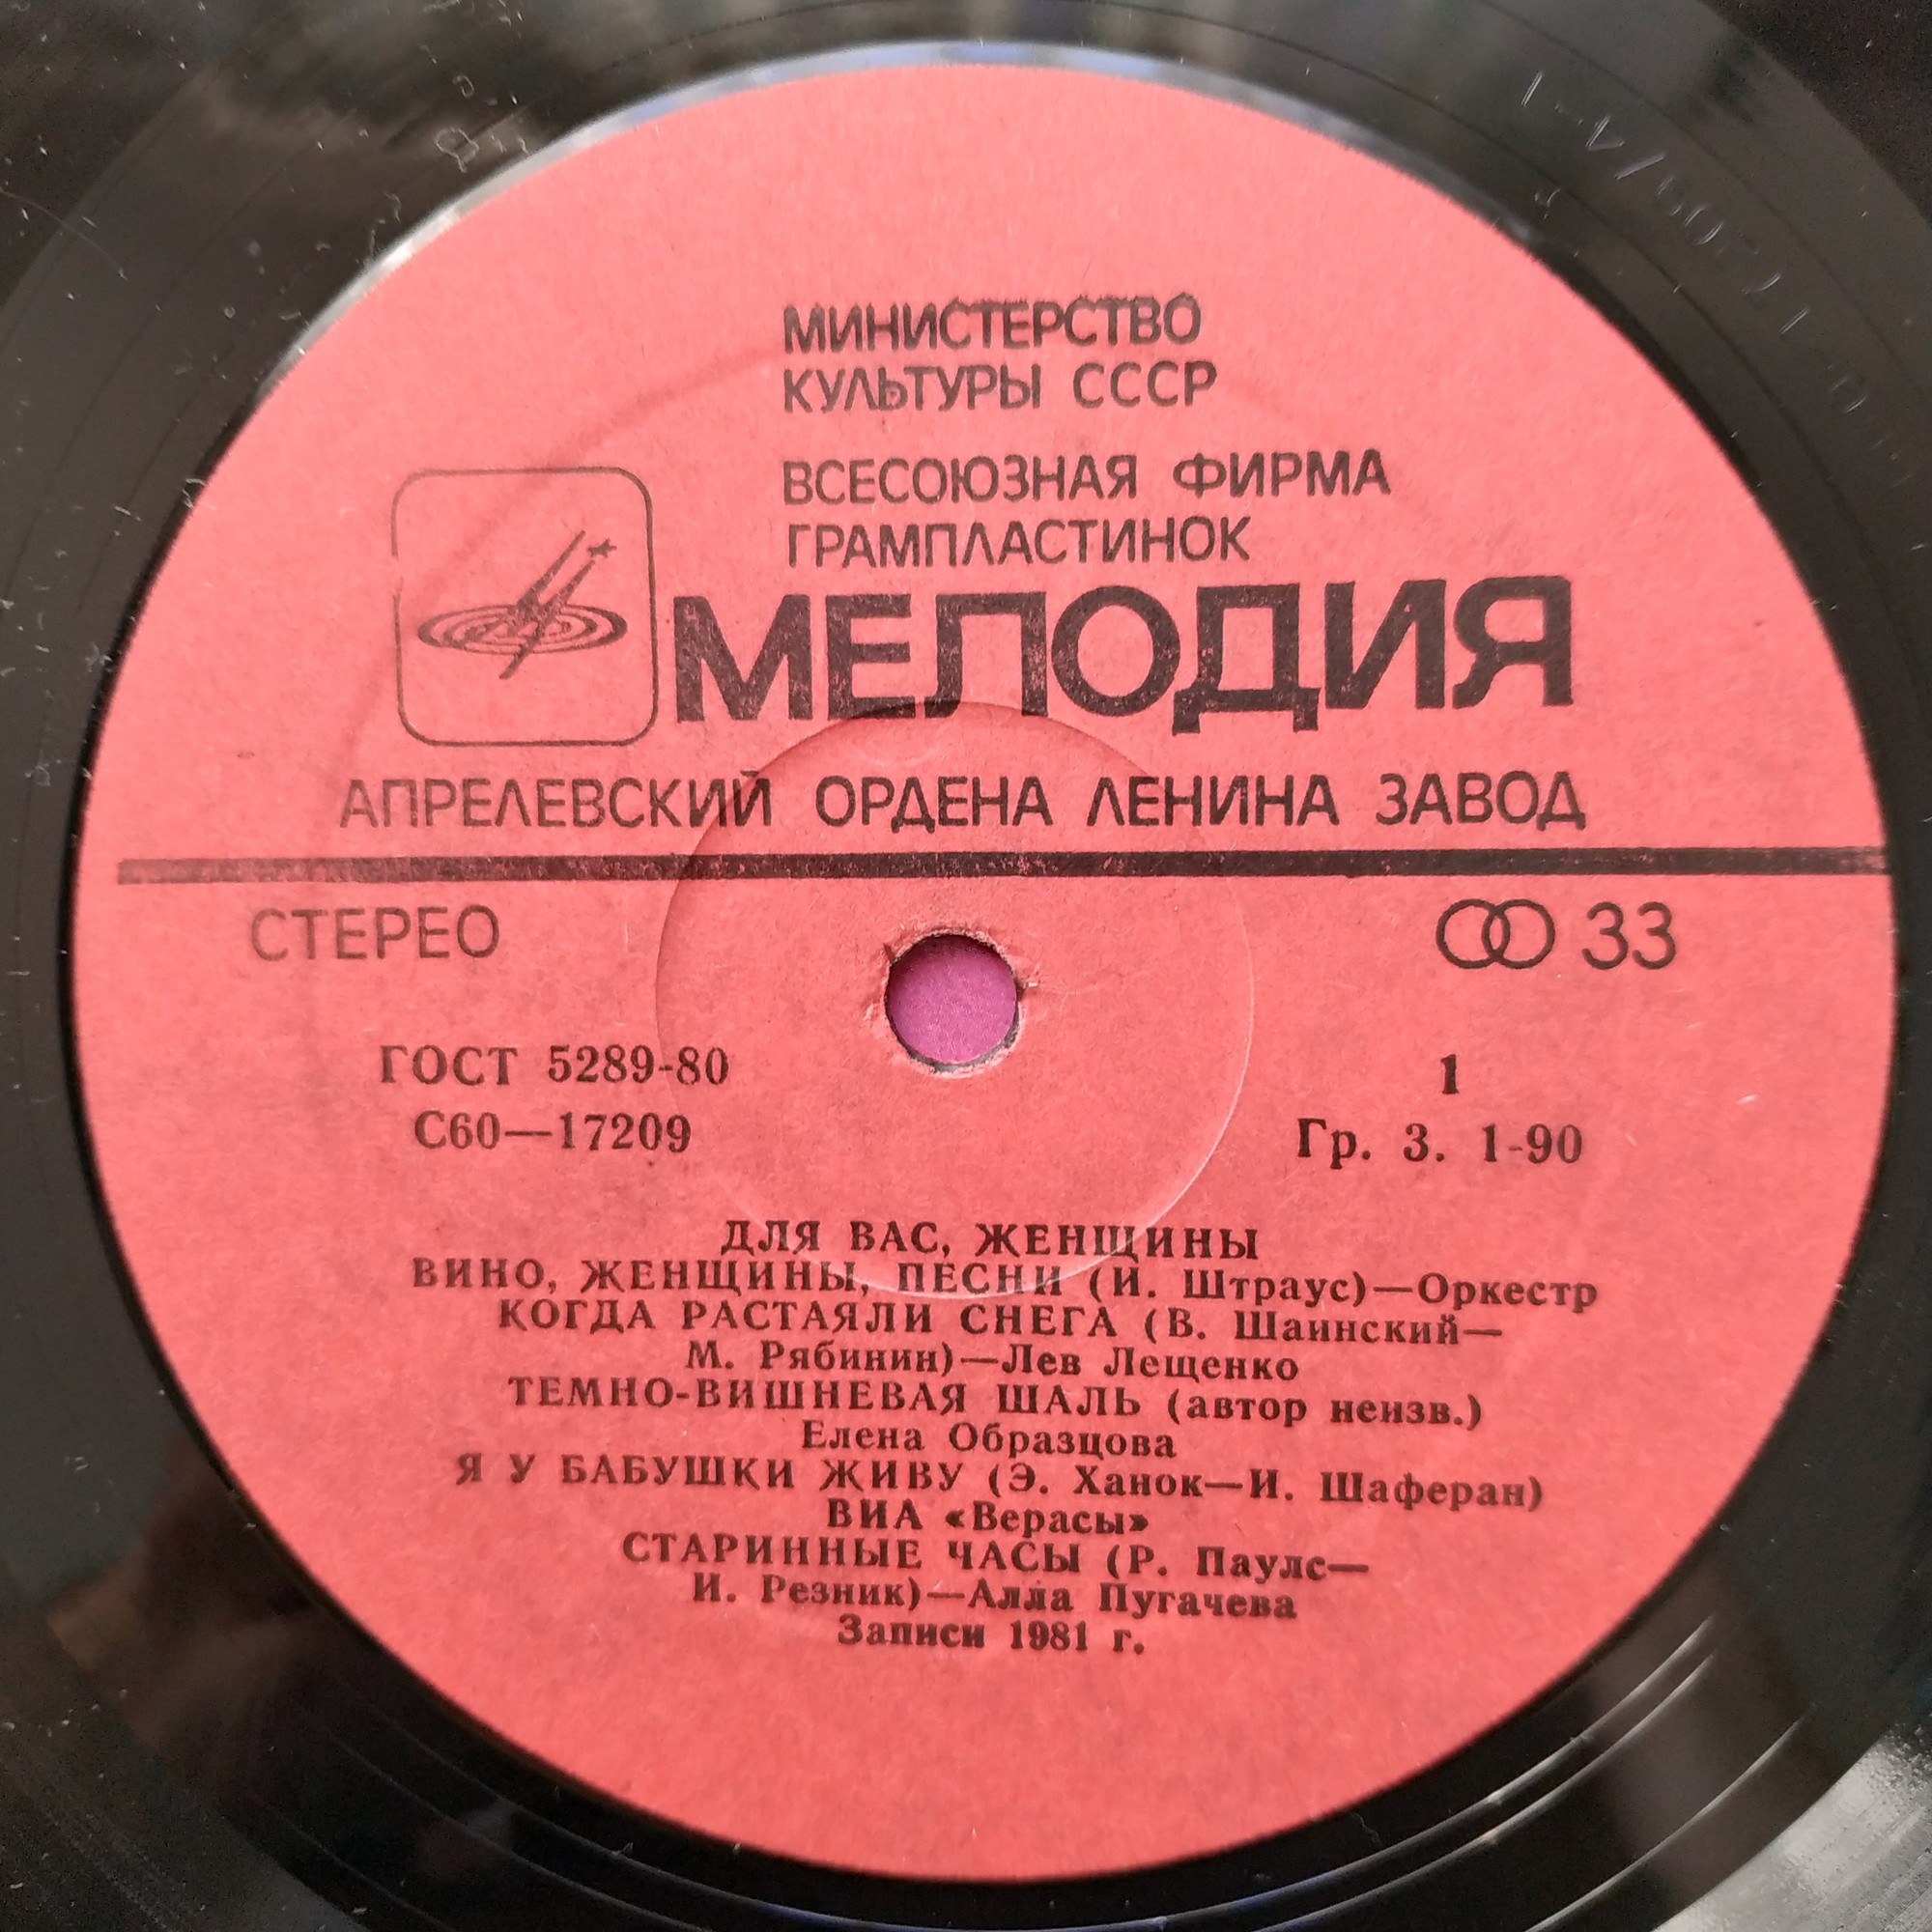 МИНИСТЕРСТВО
КУЛЬТУРЫ СССР
ВСЕСОЮЗНАЯ ФИРМА
ГРАМПЛАСТИНОК
МЕЛОДИЯ
АПРЕЛЕВСКИЙ ОРДЕНА ЛЕНИНА ЗАВОД
СТЕРЕО
33
ГОСТ 5289-80
1
С60—17209
Гр. 3. 1-90
ДЛЯ ВАС, ЖЕНЩИНЫ
ВИНО, ЖЕНЩИНЫ, ПЕСНИ (И. Штраус)—Оркестр
КОГДА РАСТАЯЛИ СНЕГА (В. Шаинский—
М. Рябинин)—Лев Лещенко
ТЕМНО-ВИШНЕВАЯ ШАЛЬ (автор неизв.)
Елена Образцова
Я У БАБУШКИ ЖИВУ (Э. Ханок—И. Шаферан)
ВИА «Верасы»
СТАРИННЫЕ ЧАСЫ (Р. Паулс—
И. Резник)—Алла Пугачева
Записи 1981 г.